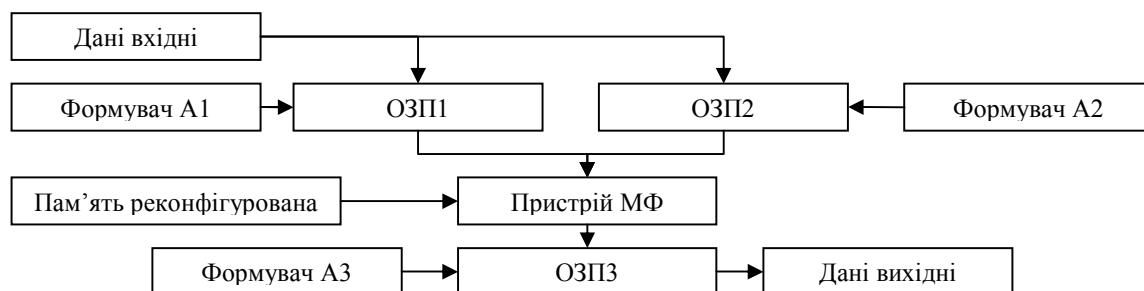 Дані вхідні
Формувач А1
ОЗП1
ОЗП2
Формувач А2
Пам’ять реконфігурована
Пристрій МФ
Формувач А3
ОЗП3
Дані вихідні